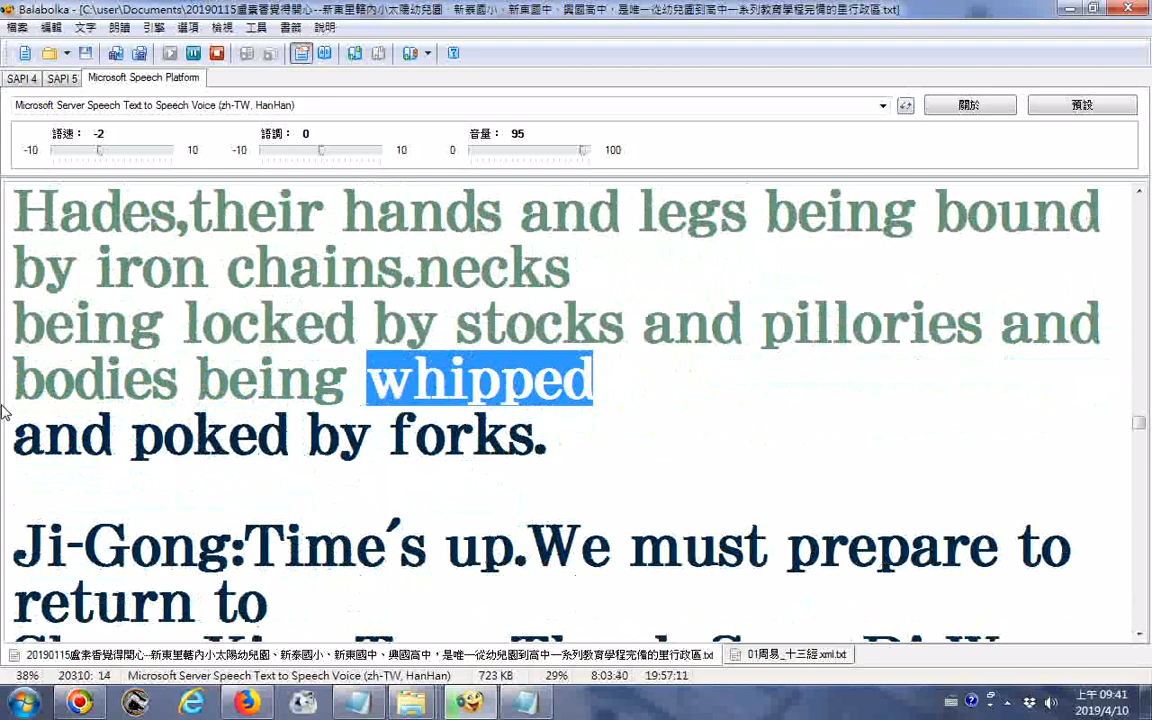 Balabolka - [C:\user\Documents\20190115盧素香覺得開心--新東里轄內小太陽幼兒園、新泰國小、新東國中、興國高中，是唯一從幼兒園到高中一系列教育學程完備的里行政區.txt]
檔案 編輯 文字 朗讀 引擎 選項 檢視 工具 書籤 說明
SAPI 4 SAPI 5 Microsoft Speech Platform
Microsoft Server Speech Text to Speech Voice (zh-TW, HanHan) 關於 預設
語速： -2 語調： 0 音量： 95
-10 10 -10 10 0 100
Hades,their hands and legs being bound
by iron chains.necks
being locked by stocks and pillories and
bodies being whipped
and poked by forks.
Ji-Gong:Time´s up.We must prepare to
return to
20190115盧素香覺得開心--新東里轄內小太陽幼兒園、新泰國小、新東國中、興國高中，是唯一從幼兒園到高中一系列教育學程完備的里行政區.txt 01周易_十三經.xml.txt
38% 20310: 14 Microsoft Server Speech Text to Speech Voice (zh-TW, HanHan) 723 KB 29% 8:03:40 19:57:11
上午 09:41
2019/4/10